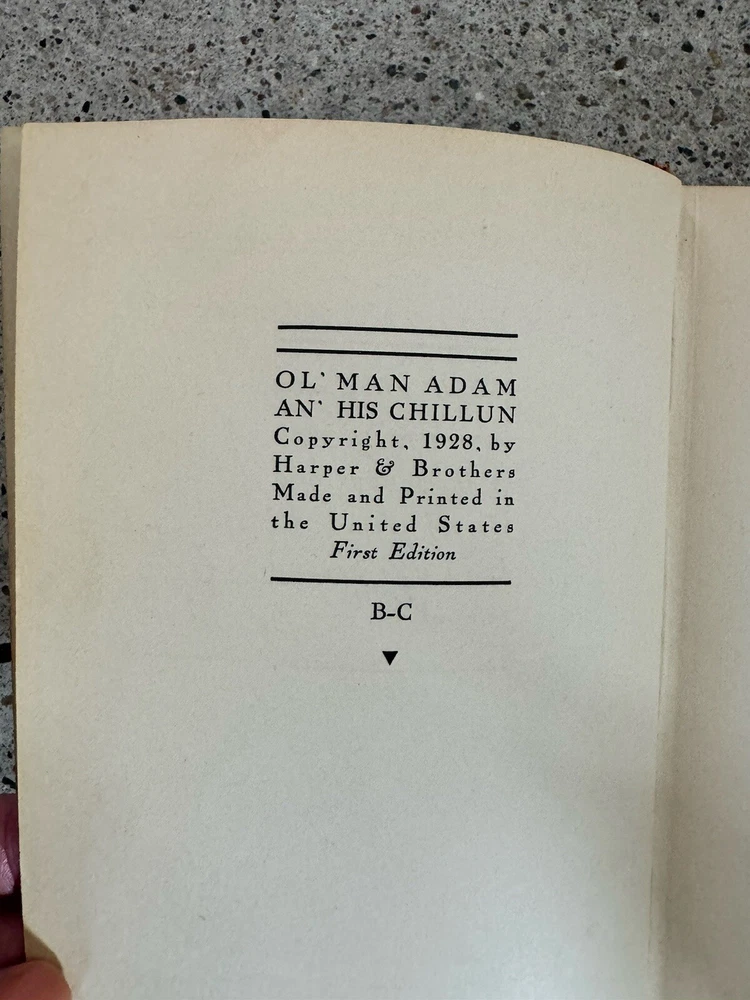 OL' MAN ADAM
AN' HIS CHILLUN
Copyright, 1928, by
Harper & Brothers
Made and Printed in
the United States
First Edition
B-C